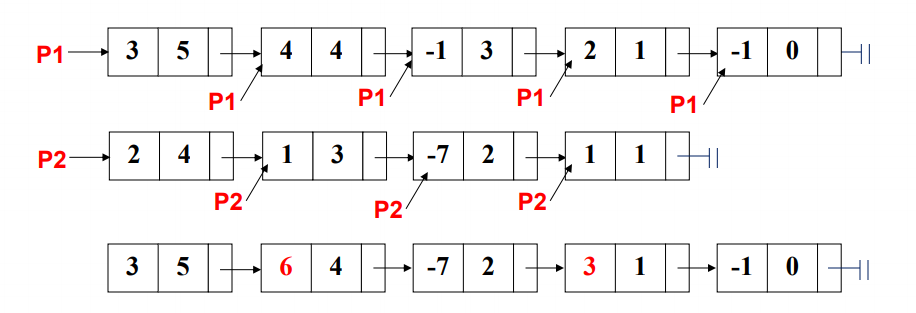 P1 3 5 4 4 -1 3 2 1 -1 0
P1 P1 P1 P1
P2 2 4 1 3 -7 2 1 1
P2 P2 P2
3 5 6 4 -7 2 3 1 -1 0